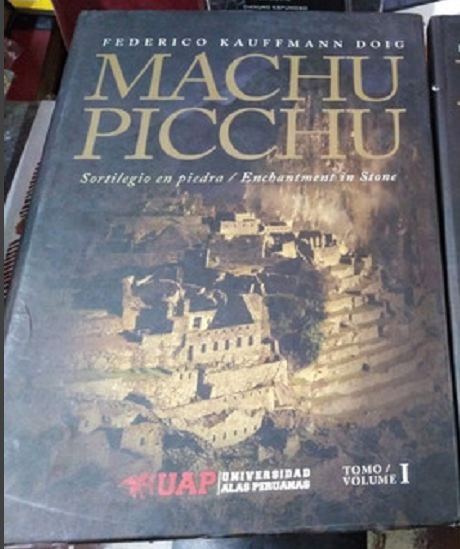 FEDERICO KAUFFMANN DOIG
MACHU
PICCHU
Sortilegio en piedra / Enchantment in Stone
UAP UNIVERSIDAD
ALAS PERUANAS
TOMO /
VOLUME I